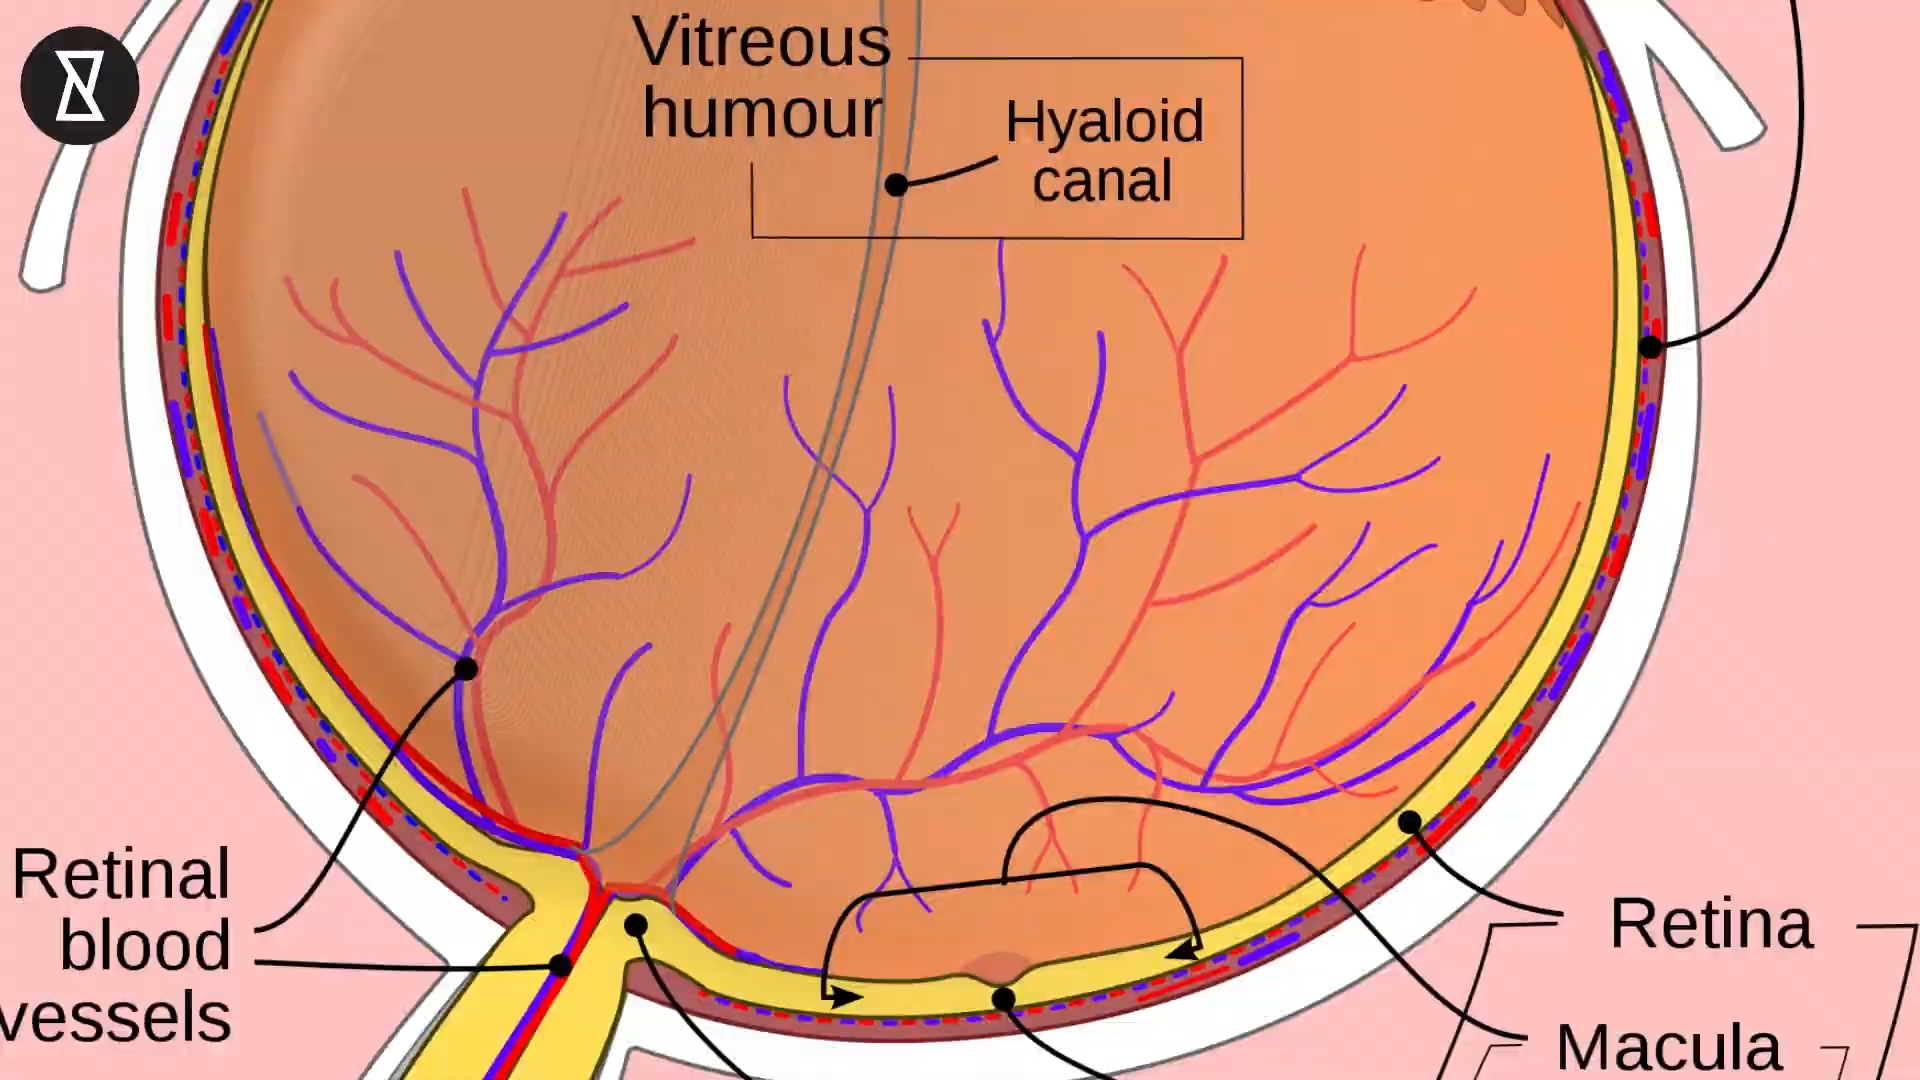 Vitreous
humour
Hyaloid
canal
Retinal
blood
vessels
Retina
Macula